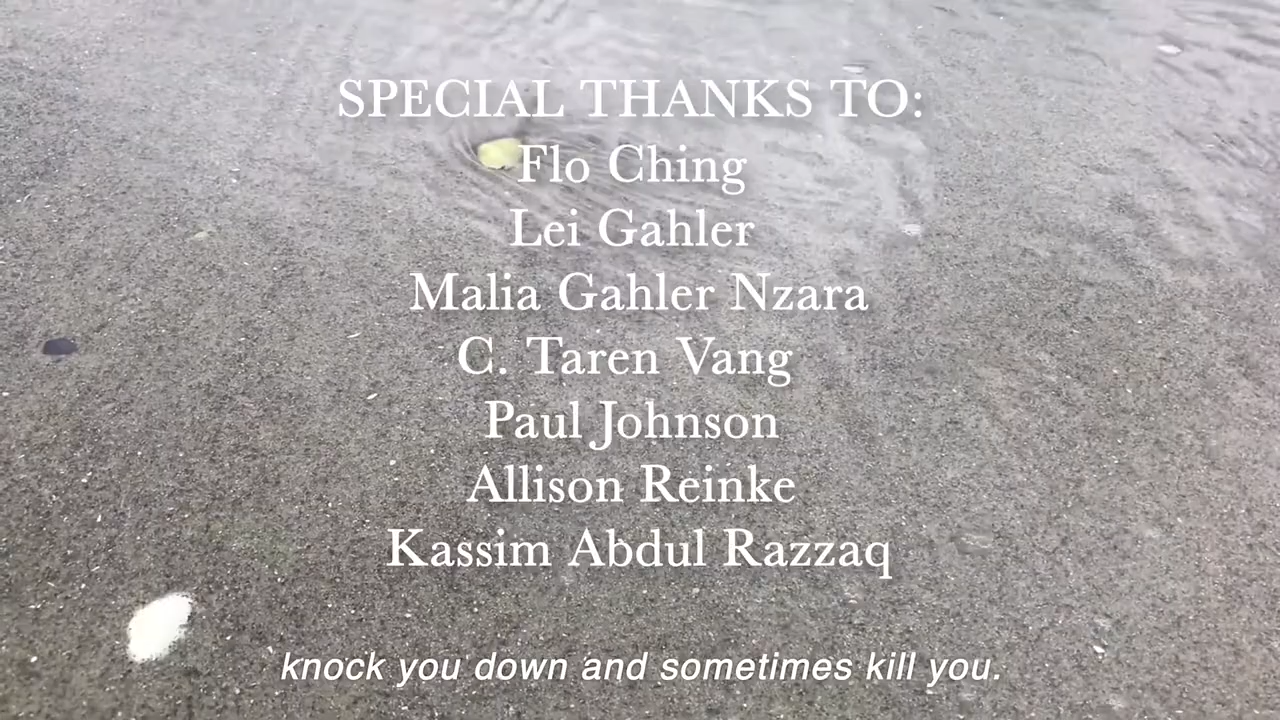 SPECIAL THANKS TO:
Flo Ching
Lei Gahler
Malia Gahler Nzara
C. Taren Vang
Paul Johnson
Allison Reinke
Kassim Abdul Razzaq
knock you down and sometimes kill you.